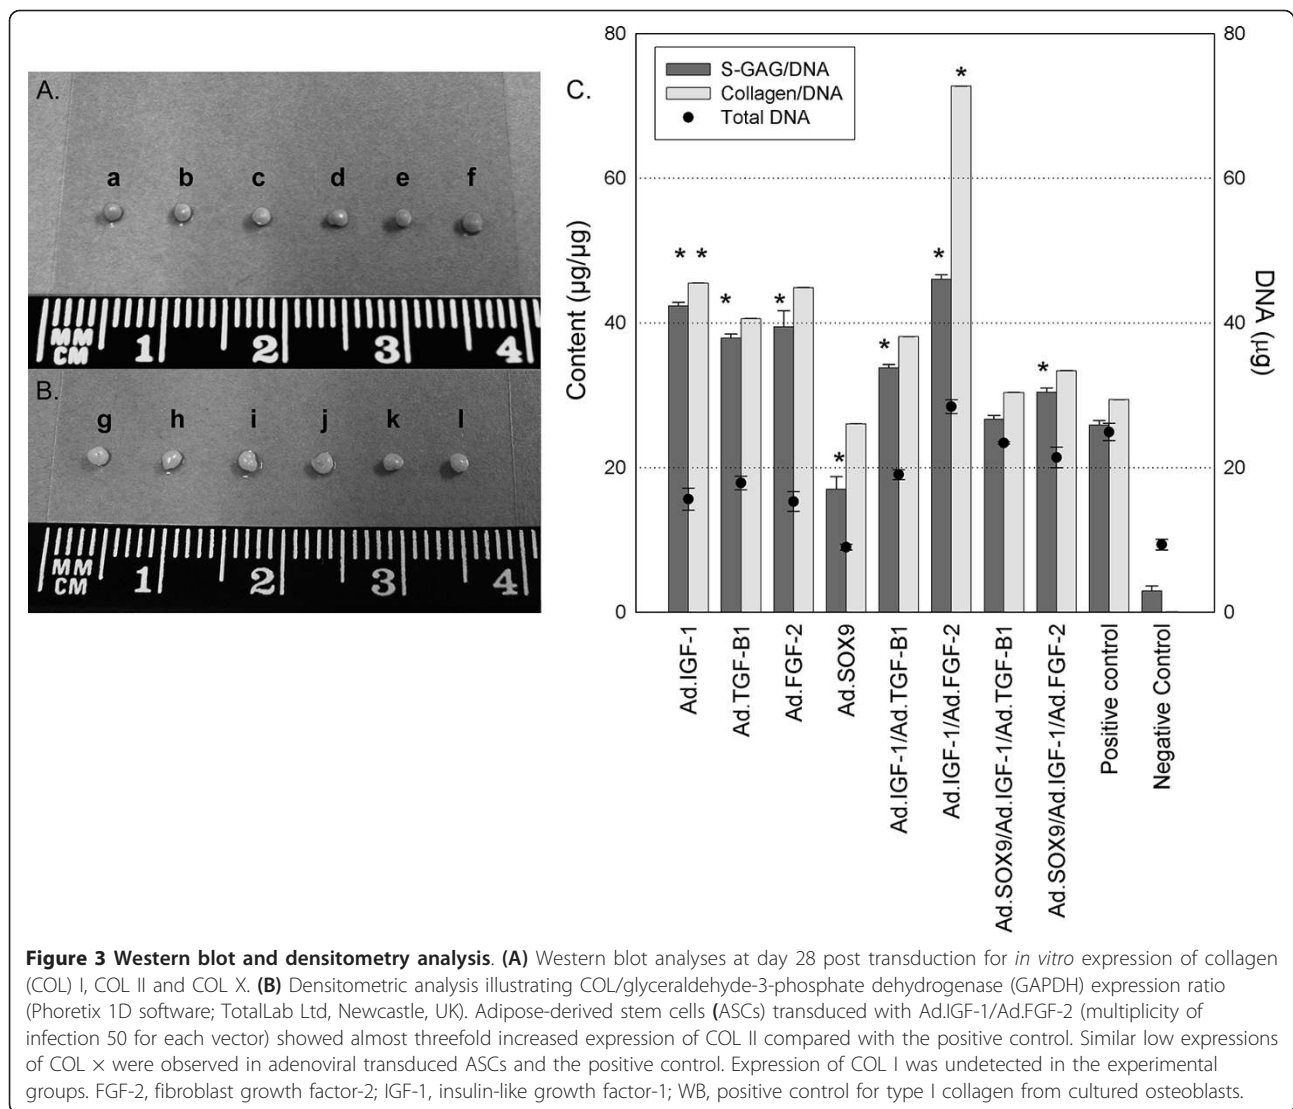 A.
a b c d e f
MM
CM 1 2 3 4
B.
g h i j k l
MM
CM 1 2 3 4
C.
S-GAG/DNA
Collagen/DNA
Total DNA
80
60
40
20
0
Content (µg/µg)
80
60
40
20
0
DNA (µg)
* * * * * * * * *
Ad.IGF-1
Ad.TGF-B1
Ad.FGF-2
Ad.SOX9
Ad.IGF-1/Ad.TGF-B1
Ad.IGF-1/Ad.FGF-2
Ad.SOX9/Ad.IGF-1/Ad.TGF-B1
Ad.SOX9/Ad.IGF-1/Ad.FGF-2
Positive control
Negative Control
Figure 3 Western blot and densitometry analysis. (A) Western blot analyses at day 28 post transduction for in vitro expression of collagen
(COL) I, COL II and COL X. (B) Densitometric analysis illustrating COL/glyceraldehyde-3-phosphate dehydrogenase (GAPDH) expression ratio
(Phoretix 1D software; TotalLab Ltd, Newcastle, UK). Adipose-derived stem cells (ASCs) transduced with Ad.IGF-1/Ad.FGF-2 (multiplicity of
infection 50 for each vector) showed almost threefold increased expression of COL II compared with the positive control. Similar low expressions
of COL × were observed in adenoviral transduced ASCs and the positive control. Expression of COL I was undetected in the experimental
groups. FGF-2, fibroblast growth factor-2; IGF-1, insulin-like growth factor-1; WB, positive control for type I collagen from cultured osteoblasts.